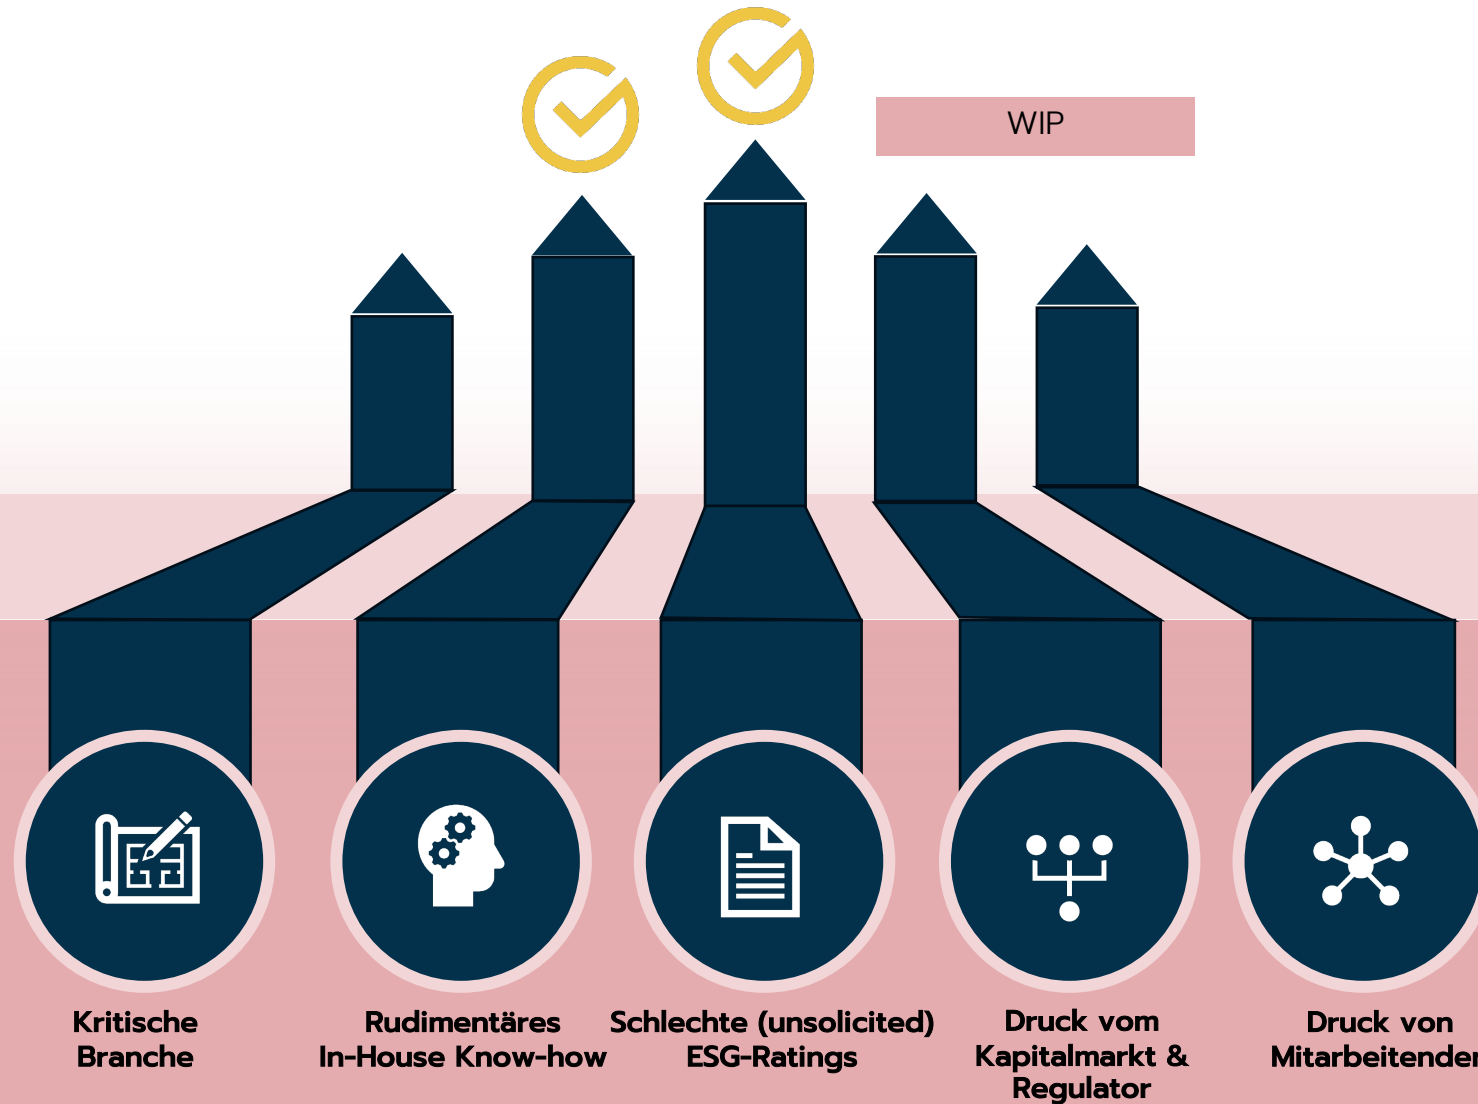 WIP
Kritische
Branche
Rudimentäres
In-House Know-how
Schlechte (unsolicited)
ESG-Ratings
Druck vom
Kapitalmarkt &
Regulator
Druck von
Mitarbeitenden